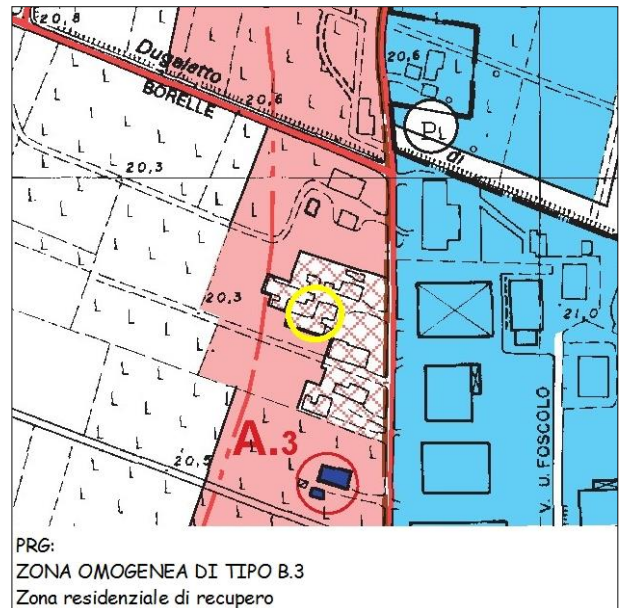 20,8
Dugaletto
BORELLE
20,6
20,6
P1
di
20,3
20,3
21,0
V. U. FOSCOLO
A.3
20,5
PRG:
ZONA OMOGENEA DI TIPO B.3
Zona residenziale di recupero